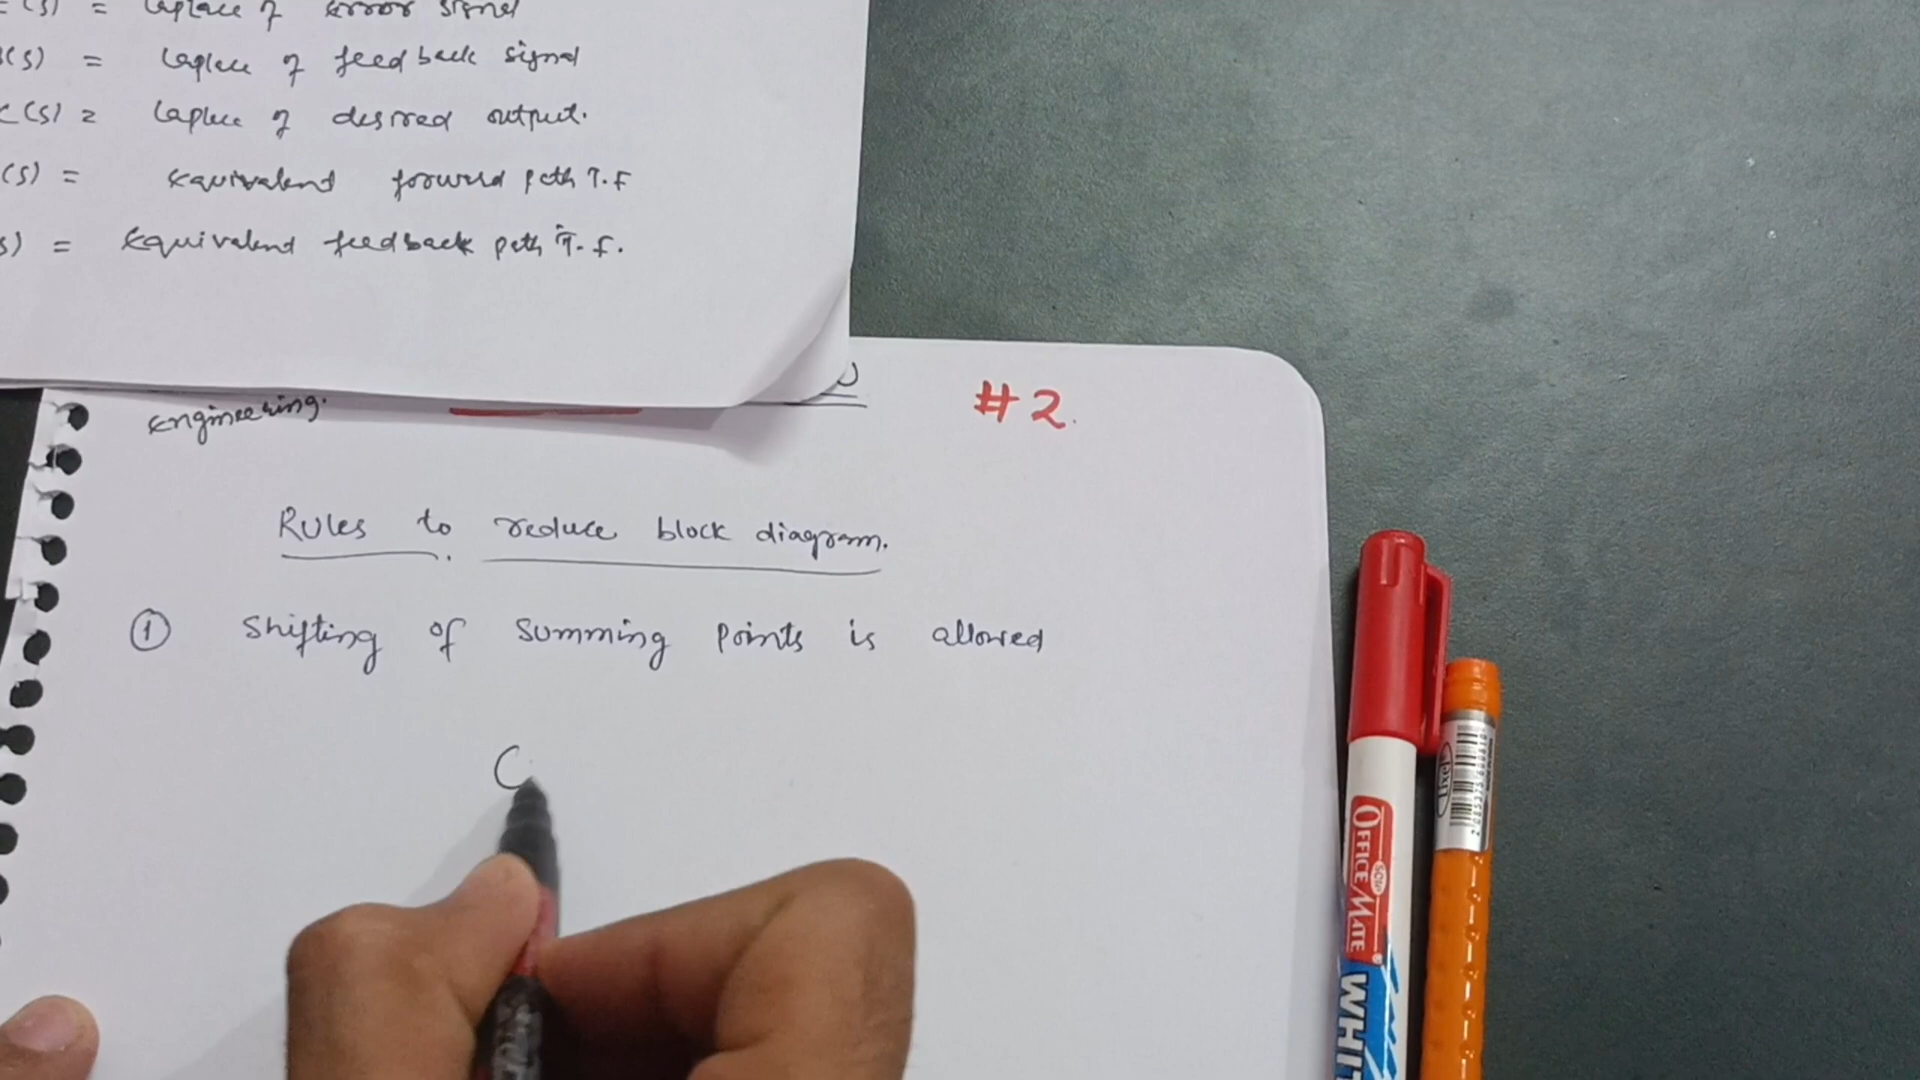 (s) = laplace of error signal
(s) = laplace of feedback signal
C(s) = laplace of desired output.
(s) = Equivalent forward path T.F
s) = Equivalent feedback path T.F.
Engineering.
#2.
Rules to reduce block diagram.
① Shifting of summing points is allowed
C
OFFICE MATE
WHIT